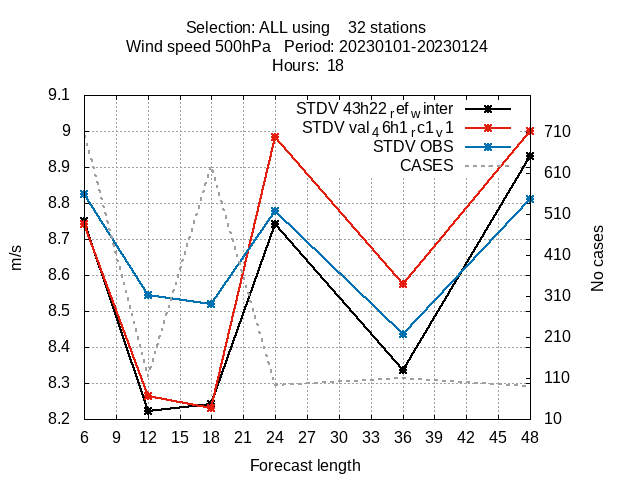 Selection: ALL using    32 stations
Wind speed 500hPa   Period: 20230101-20230124
Hours:  18
STDV 43h22refwinter
STDV val46h1rc1v1
STDV OBS
CASES
9.1
9
8.9
8.8
8.7
8.6
8.5
8.4
8.3
8.2
m/s
710
610
510
410
310
210
110
10
No cases
6 9 12 15 18 21 24 27 30 33 36 39 42 45 48
Forecast length